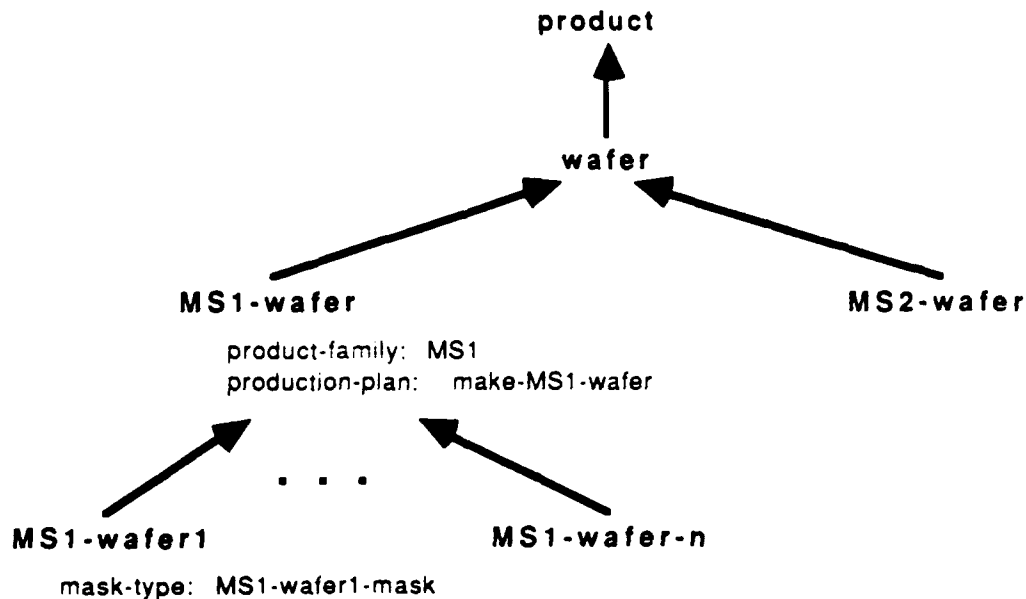 product
wafer
MS1-wafer
MS2-wafer
product-family: MS1
production-plan: make-MS1-wafer
. . .
MS1-wafer1
MS1-wafer-n
mask-type: MS1-wafer1-mask